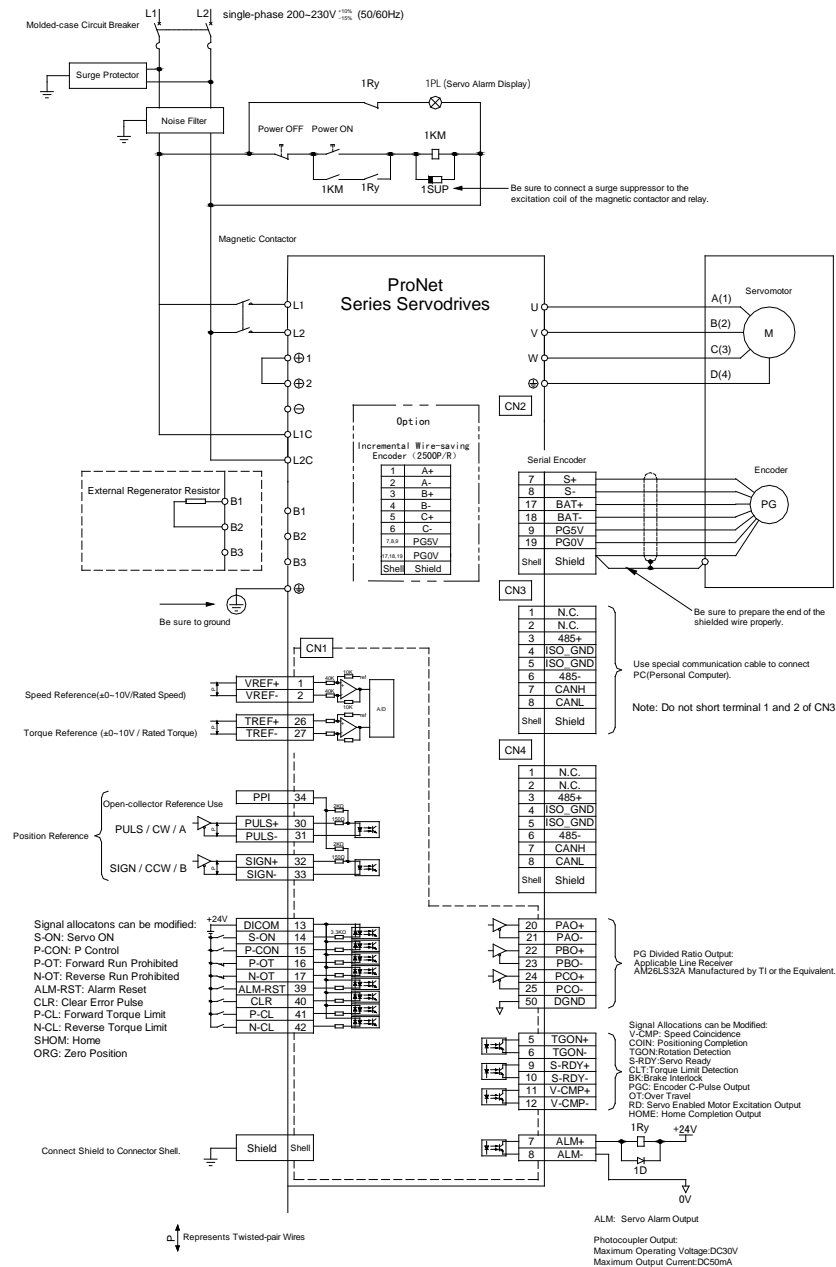 L1 L2 single-phase 200~230V +10% -15% (50/60Hz)
Molded-case Circuit Breaker
Surge Protector
Noise Filter
1Ry
1PL (Servo Alarm Display)
Power OFF Power ON
1KM
1KM 1Ry 1SUP
Be sure to connect a surge suppressor to the
excitation coil of the magnetic contactor and relay.
Magnetic Contactor
ProNet
Series Servodrives
L1
L2
1
2
L1C
L2C
B1
B2
B3
External Regenerator Resistor
B1
B2
B3
Be sure to ground
U
V
W
A(1)
B(2)
C(3)
D(4)
Servomotor
M
CN2
Option
Incremental Wire-saving
Encoder (2500P/R)
1 A+
2 A-
3 B+
4 B-
5 C+
6 C-
7,8,9 PG5V
17,18,19 PG0V
Shell Shield
Serial Encoder
7 S+
8 S-
17 BAT+
18 BAT-
9 PG5V
19 PG0V
Shell Shield
Encoder
PG
Be sure to prepare the end of the
shielded wire properly.
CN3
1 N.C.
2 N.C.
3 485+
4 ISO_GND
5 ISO_GND
6 485-
7 CANH
8 CANL
Shell Shield
Use special communication cable to connect
PC(Personal Computer).
Note: Do not short terminal 1 and 2 of CN3
CN4
1 N.C.
2 N.C.
3 485+
4 ISO_GND
5 ISO_GND
6 485-
7 CANH
8 CANL
Shell Shield
CN1
Speed Reference(±0~10V/Rated Speed)
P
VREF+ 1
VREF- 2
40K
40K
10K
ref
10K
A/D
Torque Reference (±0~10V / Rated Torque)
P
TREF+ 26
TREF- 27
ref
Position Reference
Open-collector Reference Use
PPI 34
2KΩ
PULS / CW / A
P
PULS+ 30
PULS- 31
150Ω
2KΩ
SIGN / CCW / B
P
SIGN+ 32
SIGN- 33
150Ω
+24V
Signal allocatons can be modified:
S-ON: Servo ON
P-CON: P Control
P-OT: Forward Run Prohibited
N-OT: Reverse Run Prohibited
ALM-RST: Alarm Reset
CLR: Clear Error Pulse
P-CL: Forward Torque Limit
N-CL: Reverse Torque Limit
SHOM: Home
ORG: Zero Position
DICOM 13
S-ON 14
P-CON 15
P-OT 16
N-OT 17
ALM-RST 39
CLR 40
P-CL 41
N-CL 42
3.3KΩ
20 PAO+
21 PAO-
22 PBO+
23 PBO-
24 PCO+
25 PCO-
50 DGND
PG Divided Ratio Output:
Applicable Line Receiver
AM26LS32A Manufactured by TI or the Equivalent.
5 TGON+
6 TGON-
9 S-RDY+
10 S-RDY-
11 V-CMP+
12 V-CMP-
Signal Allocations can be Modified:
V-CMP: Speed Coincidence
COIN: Positioning Completion
TGON:Rotation Detection
S-RDY:Servo Ready
CLT:Torque Limit Detection
BK:Brake Interlock
PGC: Encoder C-Pulse Output
OT:Over Travel
RD: Servo Enabled Motor Excitation Output
HOME: Home Completion Output
7 ALM+
8 ALM-
1Ry
+24V
1D
0V
Connect Shield to Connector Shell.
Shield Shell
ALM: Servo Alarm Output
P Represents Twisted-pair Wires
Photocoupler Output:
Maximum Operating Voltage:DC30V
Maximum Output Current:DC50mA